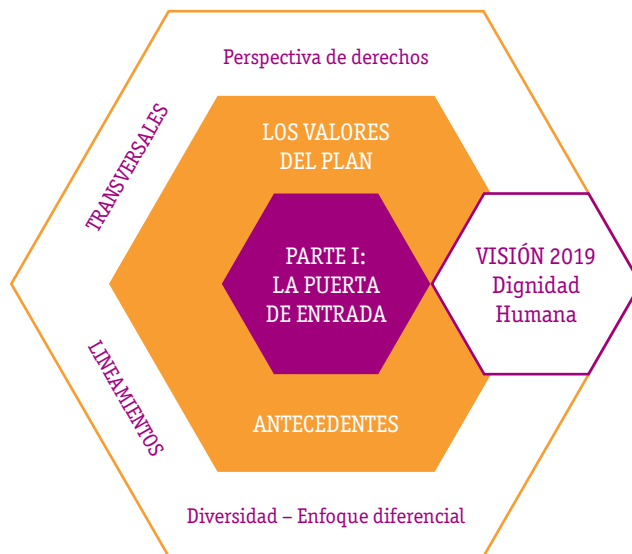 Perspectiva de derechos
TRANSVERSALES
LOS VALORES
DEL PLAN
PARTE I:
LA PUERTA
DE ENTRADA
VISIÓN 2019
Dignidad
Humana
LINEAMIENTOS
ANTECEDENTES
Diversidad – Enfoque diferencial